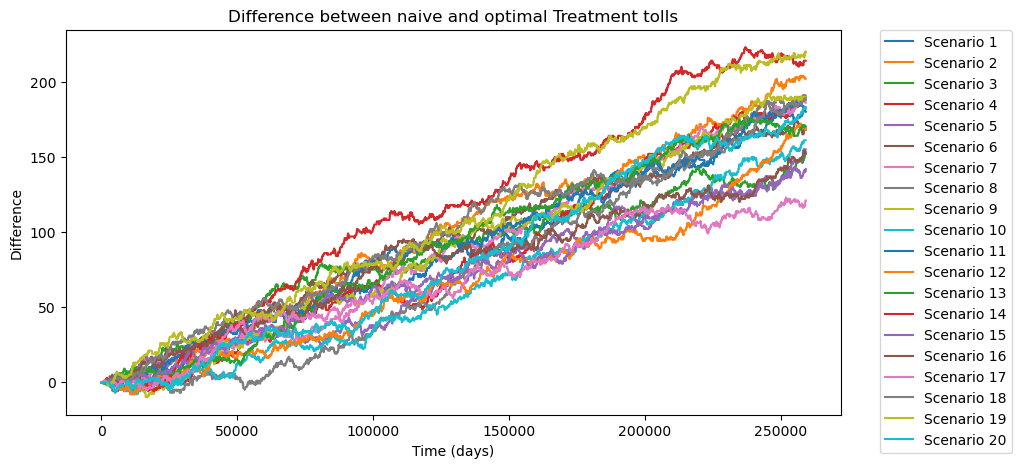 Difference between naive and optimal Treatment tolls
Difference
200
150
100
50
0
0 50000 100000 150000 200000 250000
Time (days)
Scenario 1
Scenario 2
Scenario 3
Scenario 4
Scenario 5
Scenario 6
Scenario 7
Scenario 8
Scenario 9
Scenario 10
Scenario 11
Scenario 12
Scenario 13
Scenario 14
Scenario 15
Scenario 16
Scenario 17
Scenario 18
Scenario 19
Scenario 20